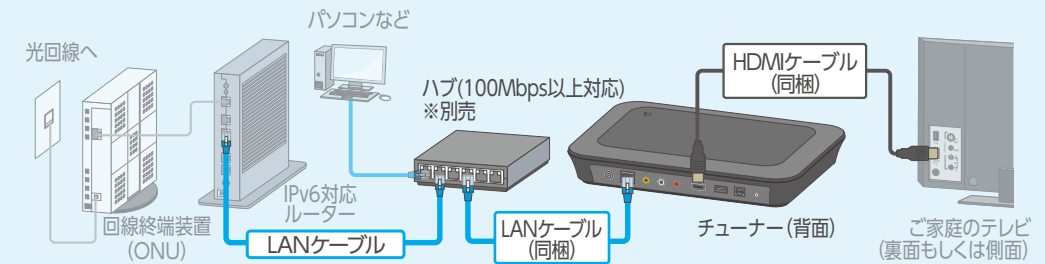 光回線へ
回線終端装置
(ONU)
IPv6対応
ルーター
パソコンなど
LANケーブル
ハブ(100Mbps以上対応)
※別売
LANケーブル
(同梱)
チューナー(背面)
HDMIケーブル
(同梱)
ご家庭のテレビ
(裏面もしくは側面)